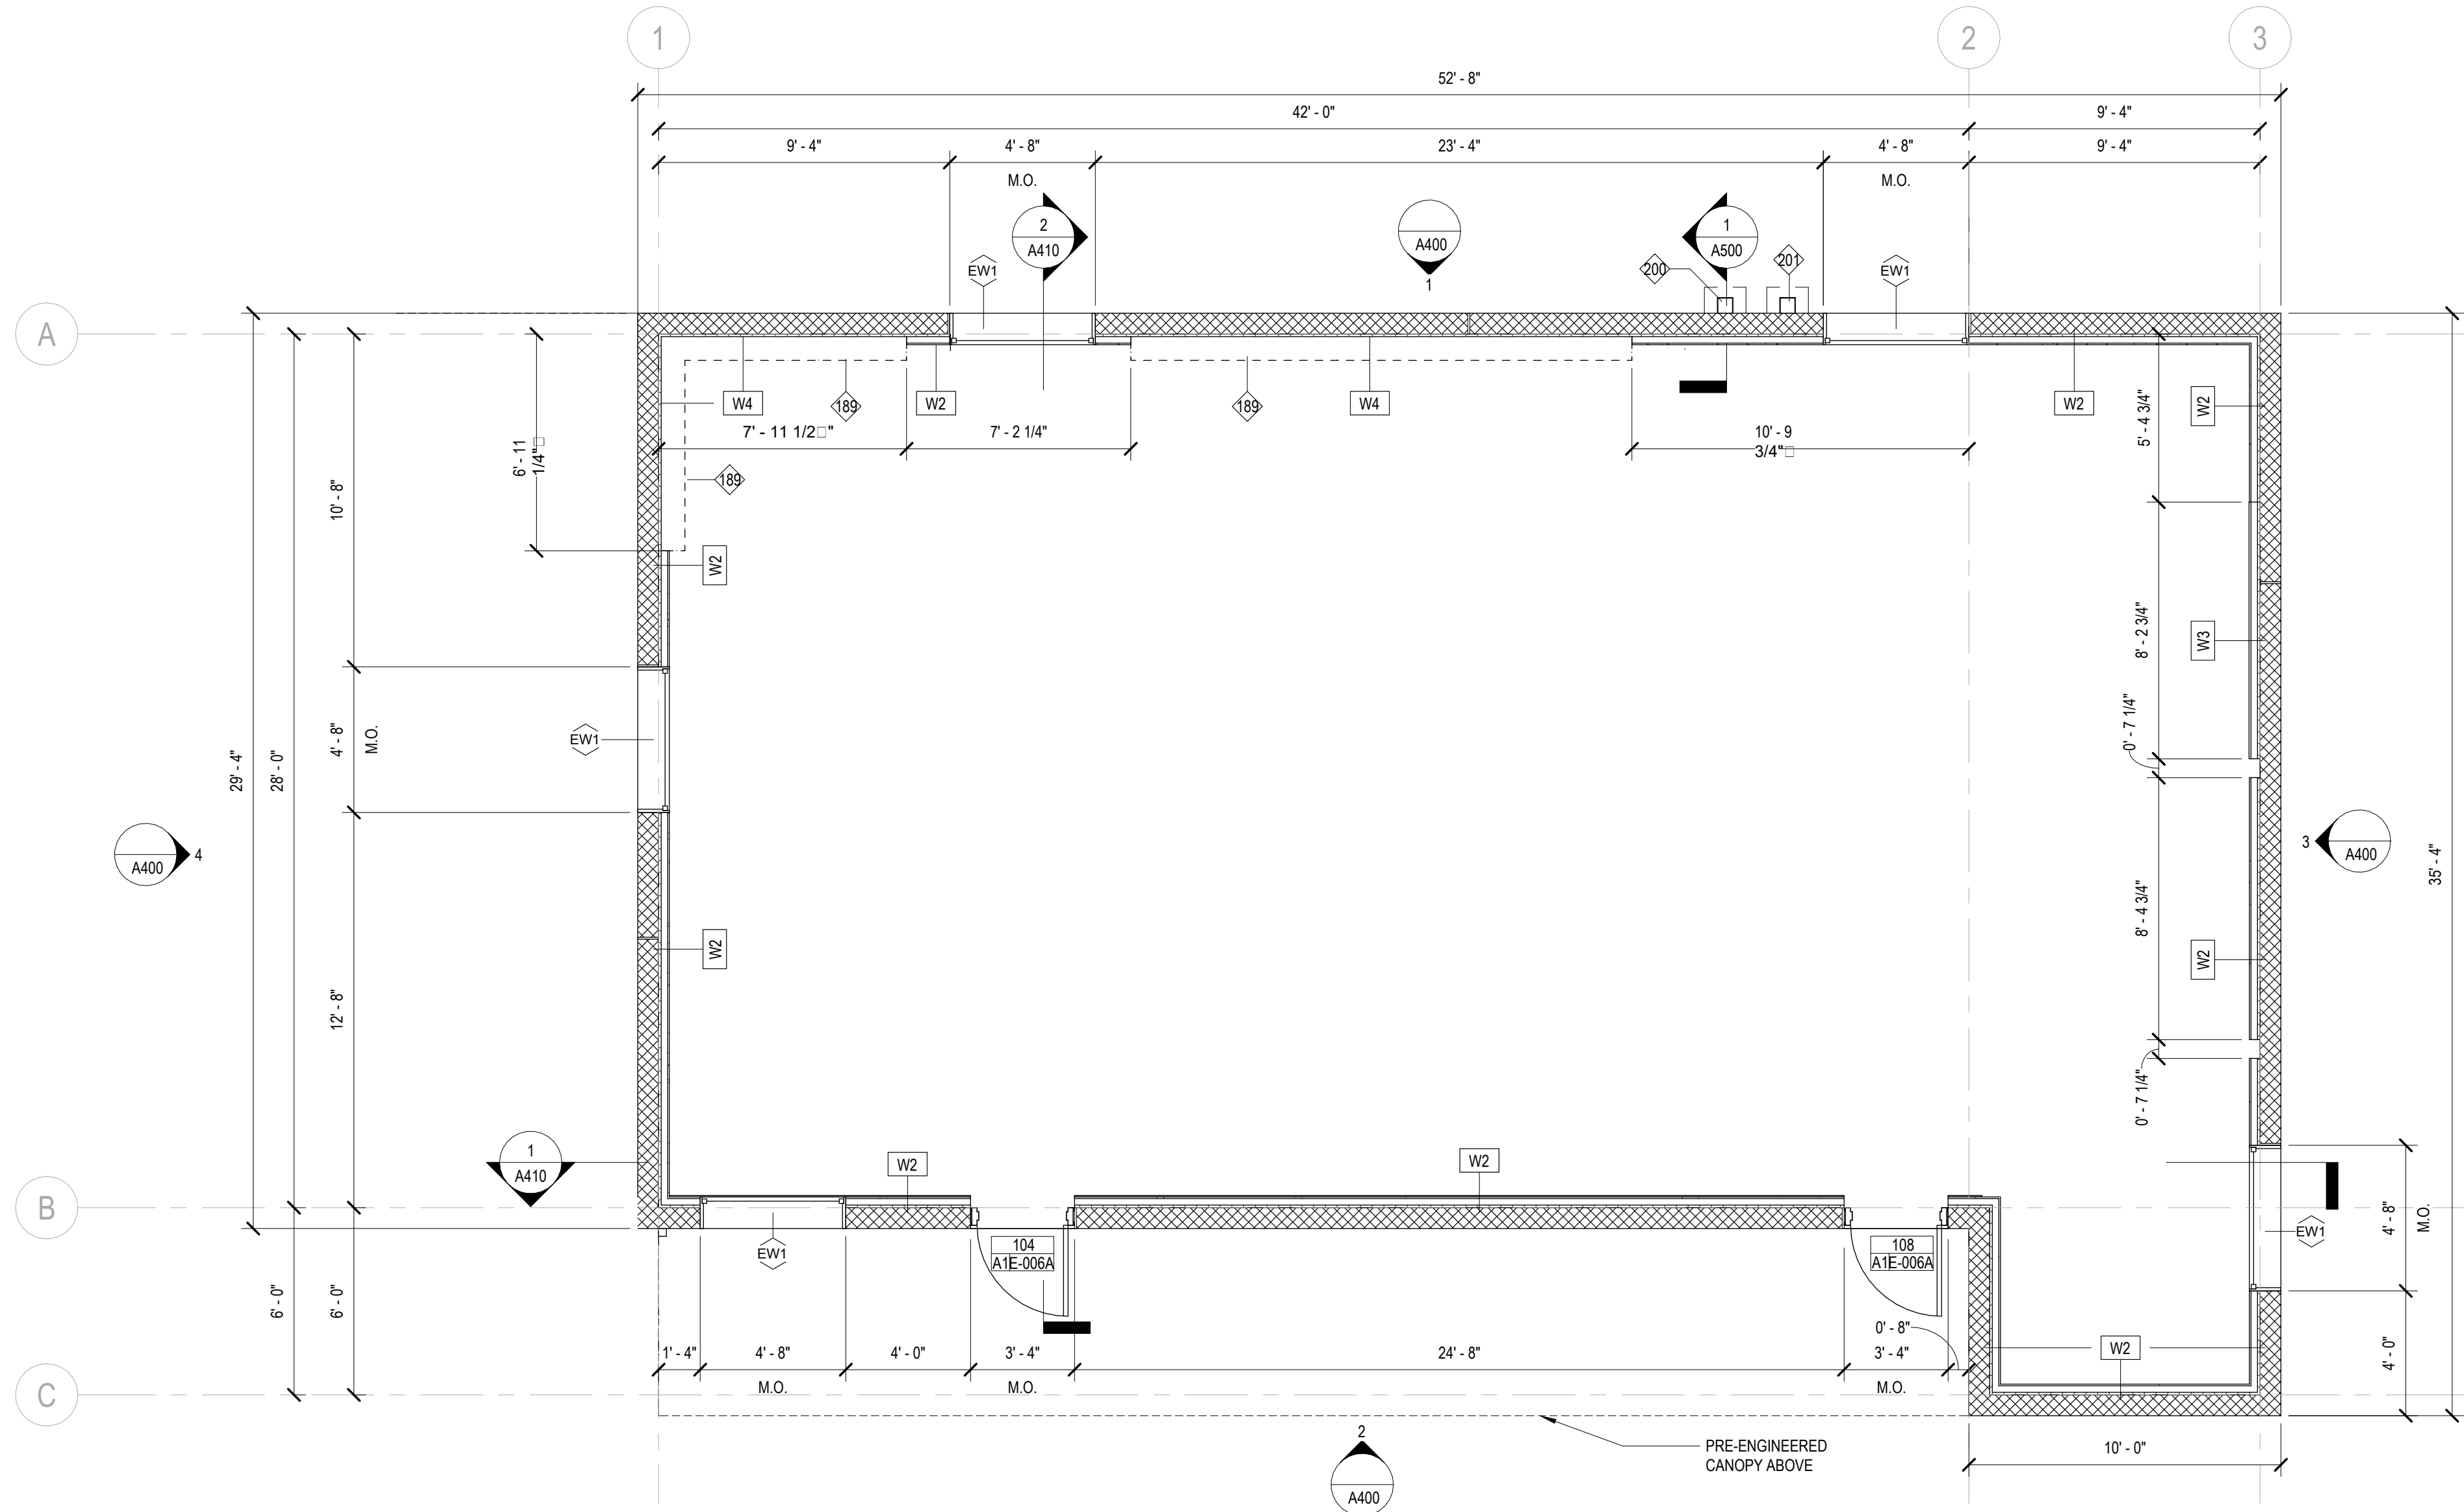 1
2
3
52' - 8"
42' - 0"
9' - 4"
9' - 4"
4' - 8"
23' - 4"
4' - 8"
9' - 4"
M.O.
M.O.
2
A410
A400
1
1
A500
EW1
200
201
EW1
A
W4
189
W2
189
W4
W2
W2
7' - 11 1/2□"
7' - 2 1/4"
10' - 9
3/4"□
5' - 4 3/4"
6' - 11
1/4"□
10' - 8"
189
W2
8' - 2 3/4"
W3
0' - 7 1/4"
EW1
4' - 8"
M.O.
29' - 4"
28' - 0"
A400
4
3
A400
35' - 4"
8' - 4 3/4"
W2
W2
12' - 8"
0' - 7 1/4"
1
A410
W2
W2
B
EW1
104
A1E-006A
108
A1E-006A
4' - 8"
M.O.
EW1
6' - 0"
6' - 0"
0' - 8"
1' - 4"
4' - 8"
4' - 0"
3' - 4"
24' - 8"
3' - 4"
W2
4' - 0"
M.O.
M.O.
M.O.
C
2
A400
PRE-ENGINEERED
CANOPY ABOVE
10' - 0"